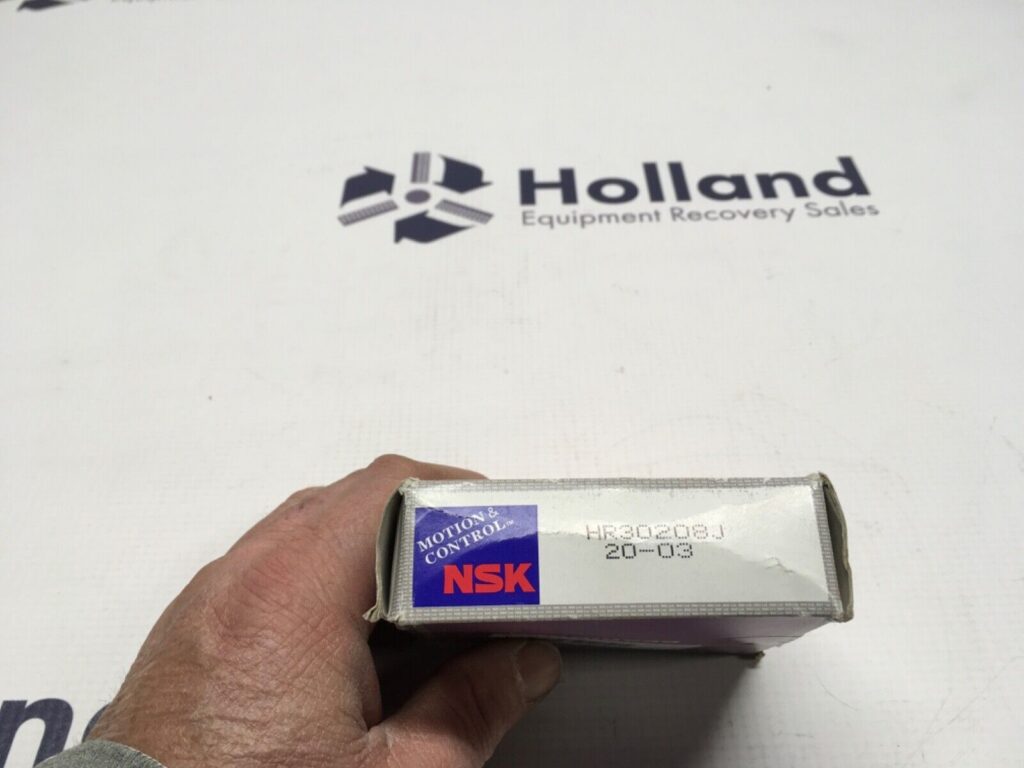 Holland
Equipment Recovery Sales
MOTION &
CONTROL™
NSK
HR30208J
20-03